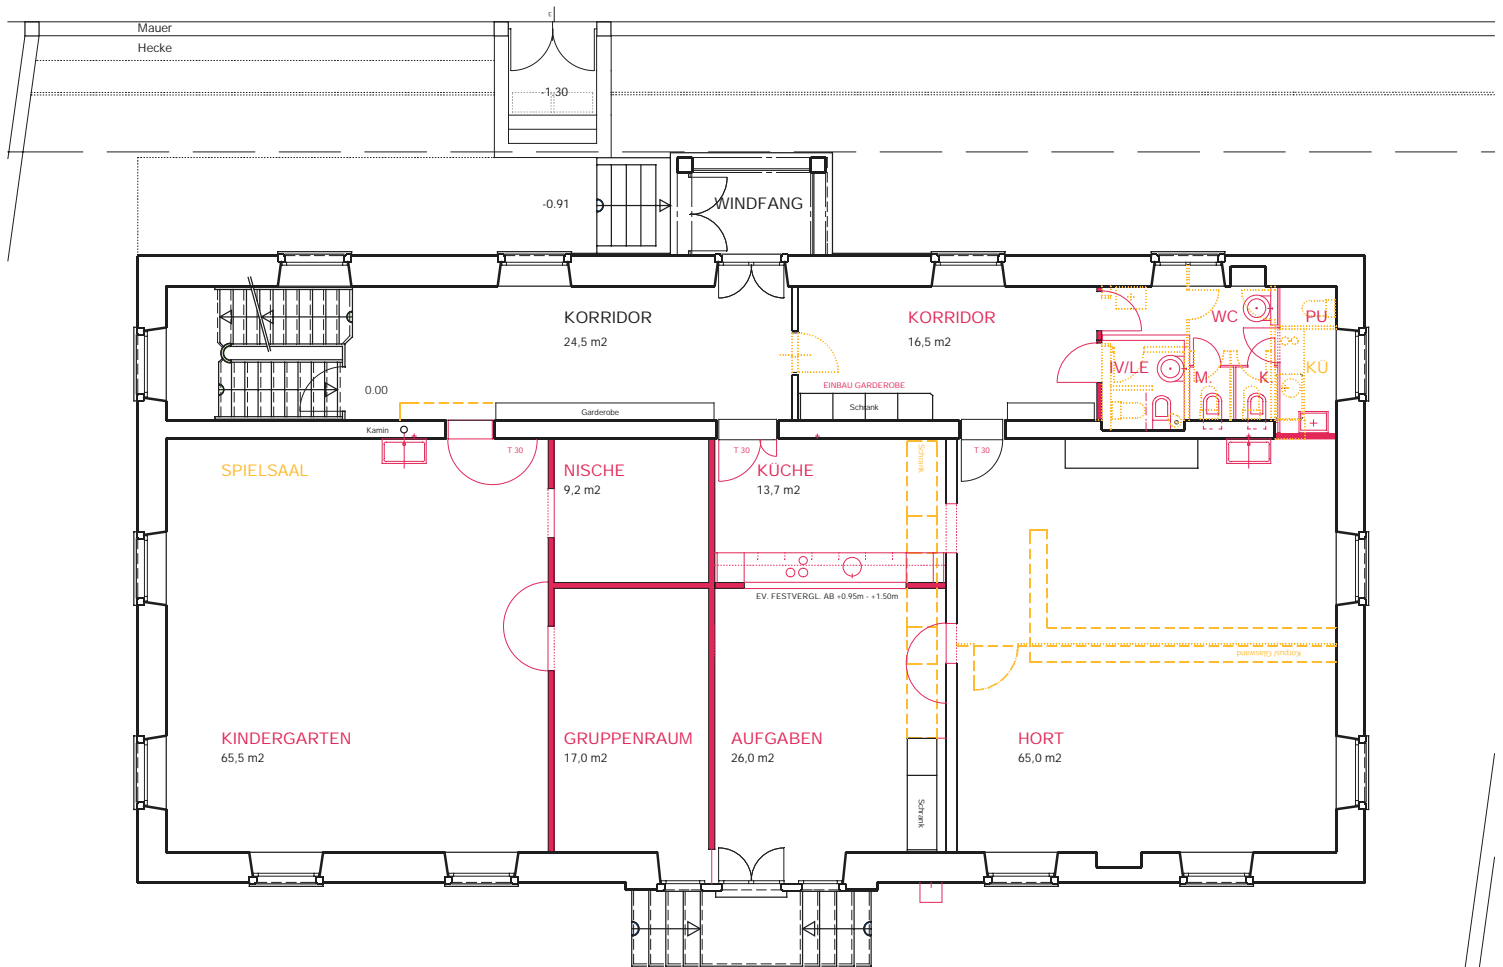 E
Mauer
Hecke
-1.30
-0.91
WINDFANG
KORRIDOR
24,5 m2
KORRIDOR
16,5 m2
WC
PU
IV/LE
M.
K.
KÜ
0.00
EINBAU GARDEROBE
Garderobe
Schrank
Kamin
T 30
T 30
T 30
SPIELSAAL
NISCHE
9,2 m2
KÜCHE
13,7 m2
Schrank
EV. FESTVERGL. AB +0.95m - +1.50m
Korpus/ Glaswand
KINDERGARTEN
65,5 m2
GRUPPENRAUM
17,0 m2
AUFGABEN
26,0 m2
HORT
65,0 m2
Schrank